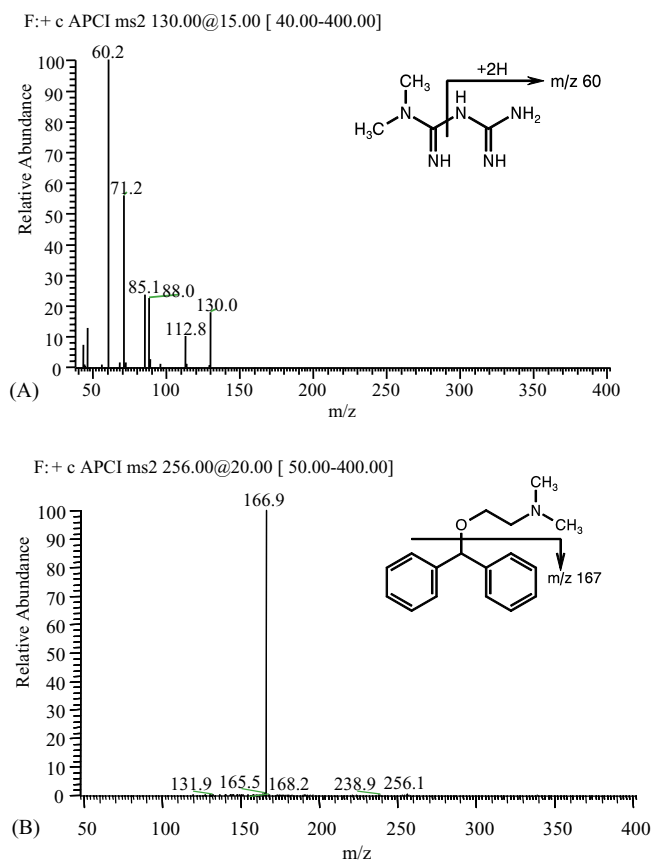 F:+ c APCI ms2 130.00@15.00 [ 40.00-400.00]
60.2
100
90
80
70
60
50
40
30
20
10
0
Relative Abundance
71.2
85.1
88.0
112.8
130.0
CH3
H3C
N
H
N
NH2
NH
NH
+2H
m/z 60
50
100
150
200
250
300
350
400
m/z
(A)
F: + c APCI ms2 256.00@20.00 [ 50.00-400.00]
166.9
100
90
80
70
60
50
40
30
20
10
0
Relative Abundance
CH3
N
CH3
O
m/z 167
131.9
165.5
168.2
238.9
256.1
50
100
150
200
250
300
350
400
m/z
(B)